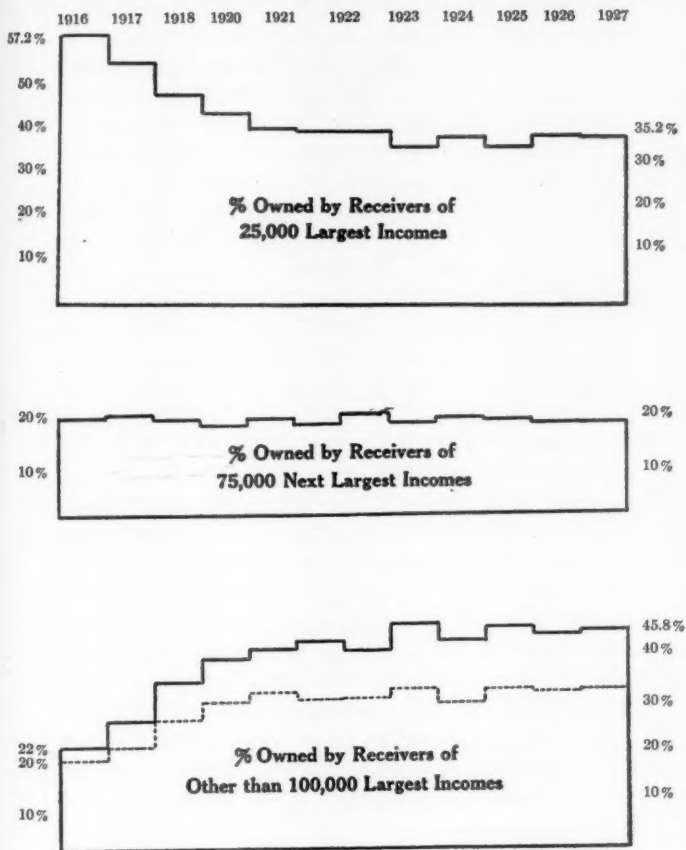 1916 1917 1918 1920 1921 1922 1923 1924 1925 1926 1927
57.2%
50%
40% 35.2%
30% 30%
20% 20%
10% 10%
% Owned by Receivers of
25,000 Largest Incomes
20% 20%
10% 10%
% Owned by Receivers of
75,000 Next Largest Incomes
45.8%
40%
30%
22%
20% 20%
10% 10%
% Owned by Receivers of
Other than 100,000 Largest Incomes